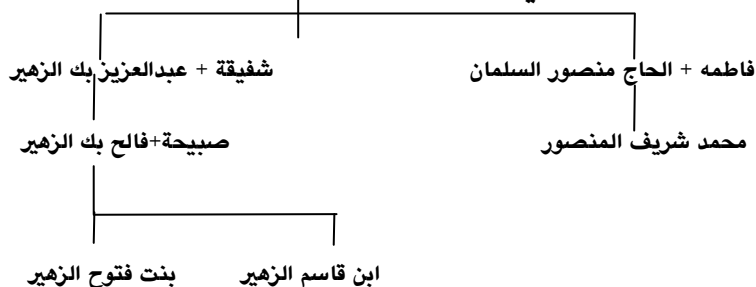 فاطمه + الحاج منصور السلمان
شفيقة + عبدالعزيز بك الزهير
محمد شريف المنصور
صبيحة+فالح بك الزهير
ابن قاسم الزهير
بنت فتوح الزهير